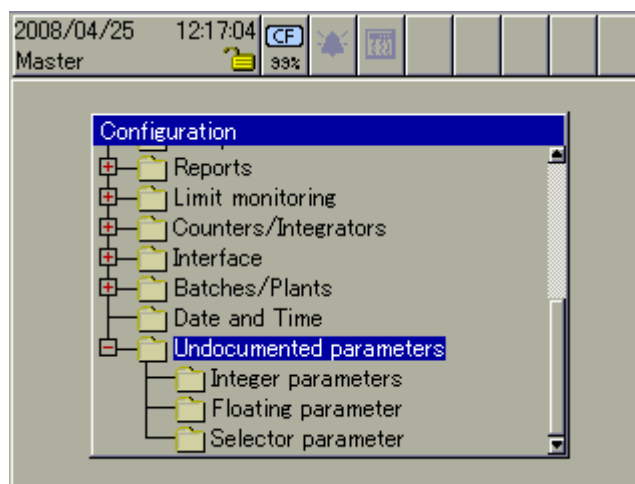 2008/04/25 12:17:04 CF
Master 99%
Configuration
Reports
Limit monitoring
Counters/Integrators
Interface
Batches/Plants
Date and Time
Undocumented parameters
Integer parameters
Floating parameter
Selector parameter